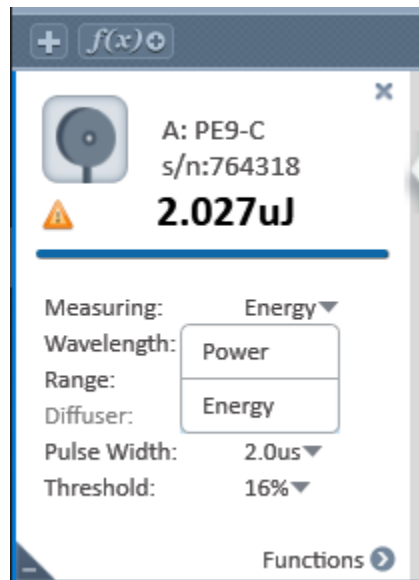 f(x)
A: PE9-C
s/n:764318
2.027uJ
Measuring: Energy
Wavelength:
Power
Range:
Energy
Diffuser:
Pulse Width: 2.0us
Threshold: 16%
Functions